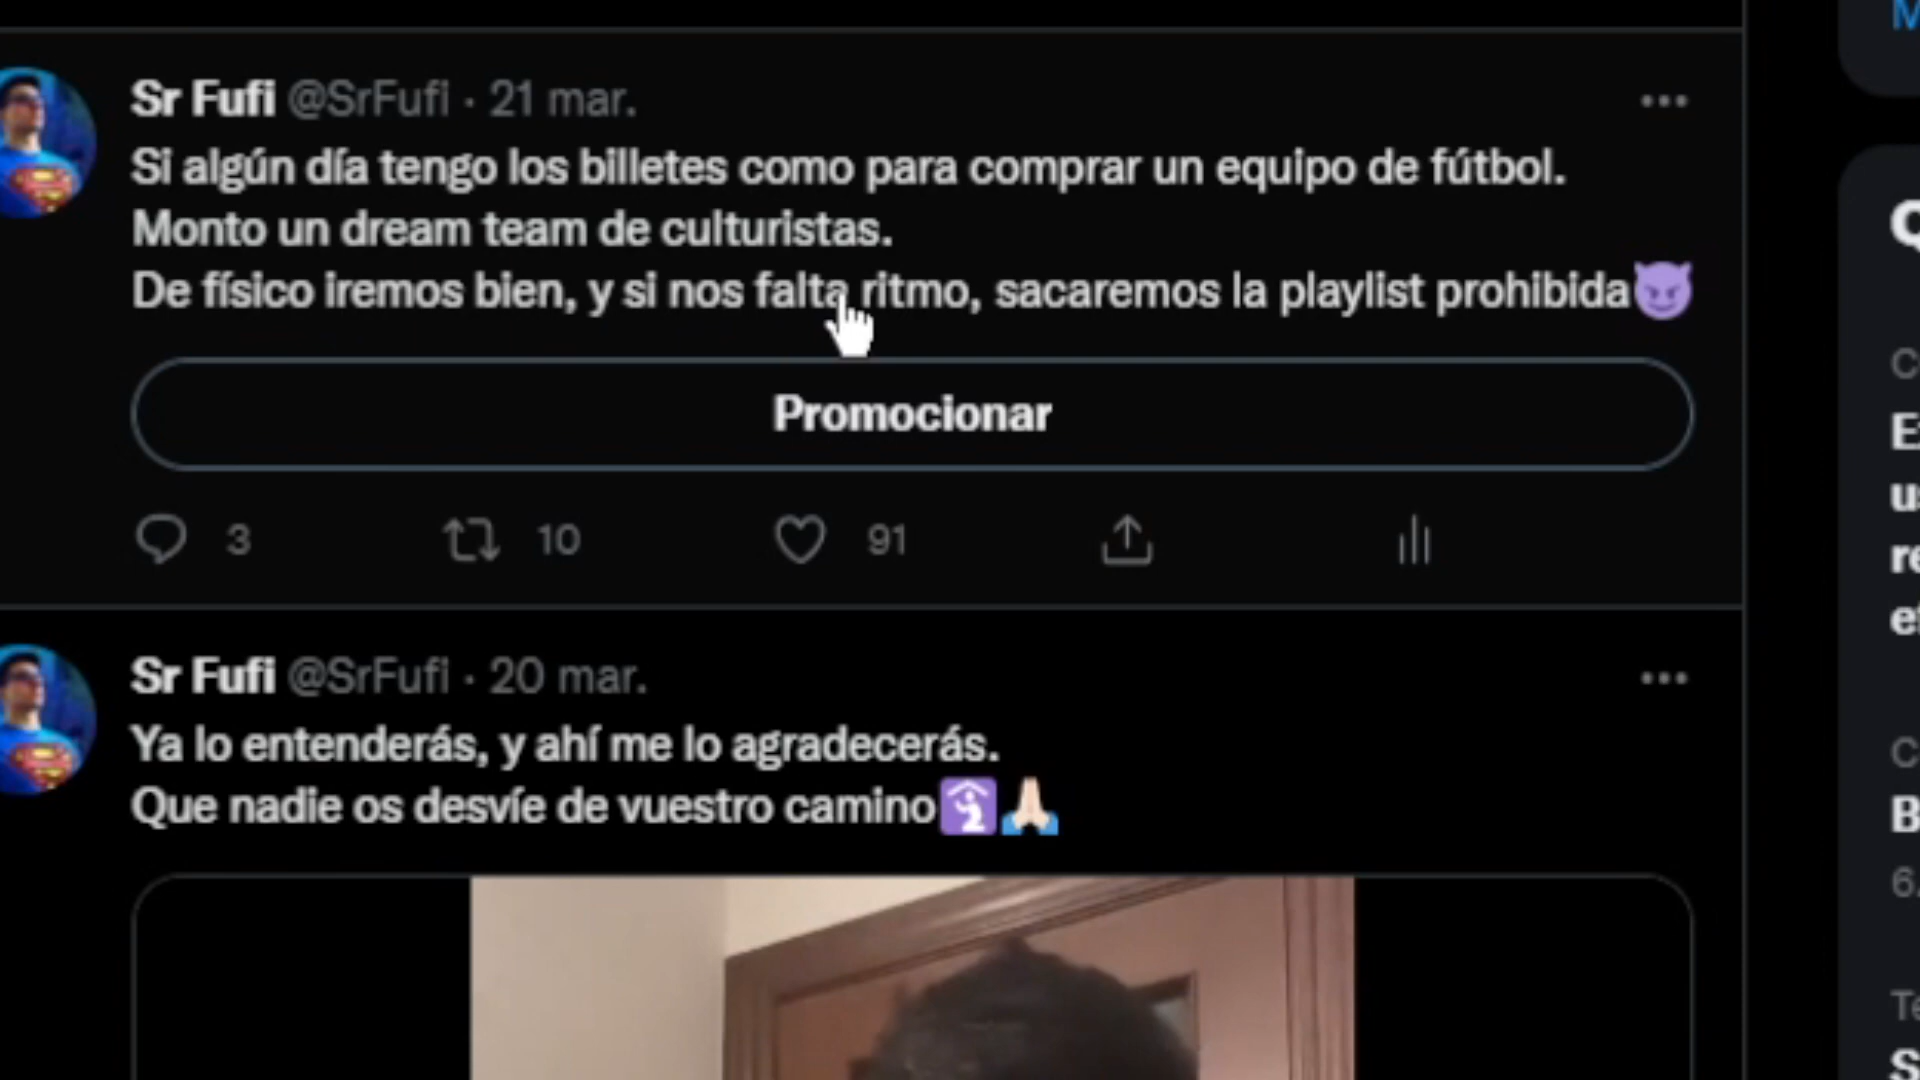 Sr Fufi @SrFufi · 21 mar.
Si algún día tengo los billetes como para comprar un equipo de fútbol.
Monto un dream team de culturistas.
De físico iremos bien, y si nos falta ritmo, sacaremos la playlist prohibida😈
Promocionar
3 10 91
Sr Fufi @SrFufi · 20 mar.
Ya lo entenderás, y ahí me lo agradecerás.
Que nadie os desvíe de vuestro camino🛐🙏🏻